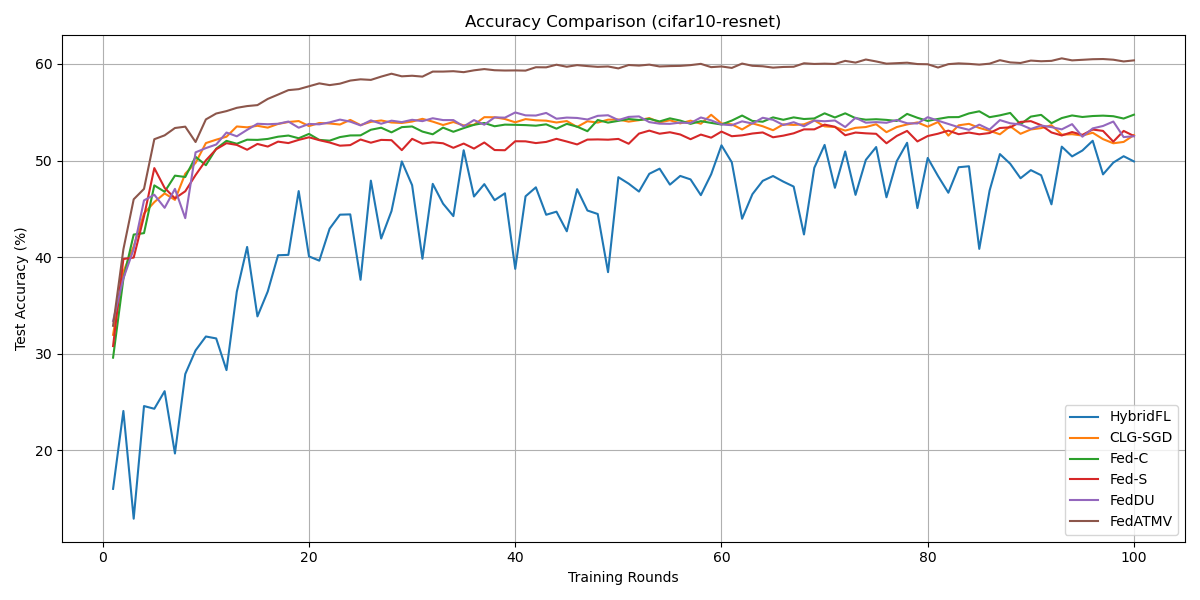 Accuracy Comparison (cifar10-resnet)
Test Accuracy (%)
60
50
40
30
20
0
20
40
60
80
100
Training Rounds
HybridFL
CLG-SGD
Fed-C
Fed-S
FedDU
FedATMV